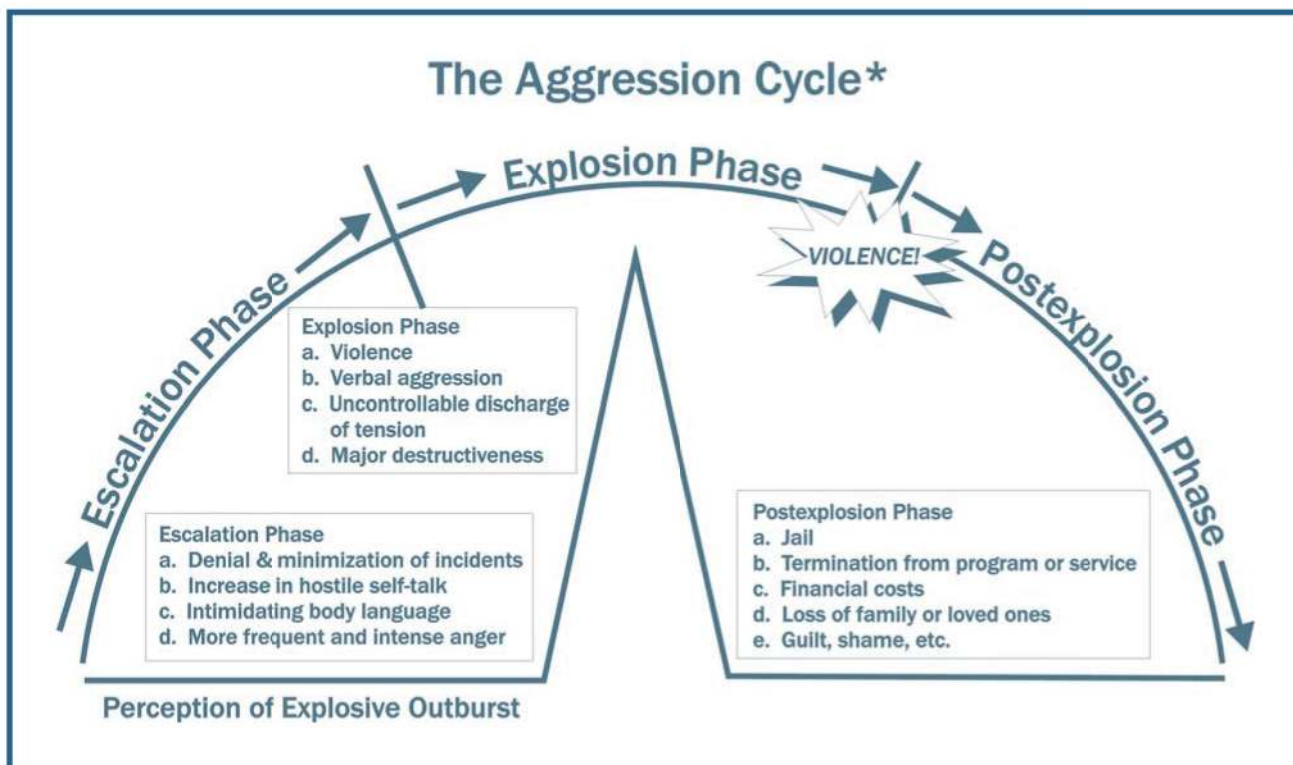 The Aggression Cycle*
Escalation Phase
Explosion Phase
Postexplosion Phase
VIOLENCE!
Explosion Phase
a. Violence
b. Verbal aggression
c. Uncontrollable discharge
of tension
d. Major destructiveness
Escalation Phase
a. Denial & minimization of incidents
b. Increase in hostile self-talk
c. Intimidating body language
d. More frequent and intense anger
Postexplosion Phase
a. Jail
b. Termination from program or service
c. Financial costs
d. Loss of family or loved ones
e. Guilt, shame, etc.
Perception of Explosive Outburst